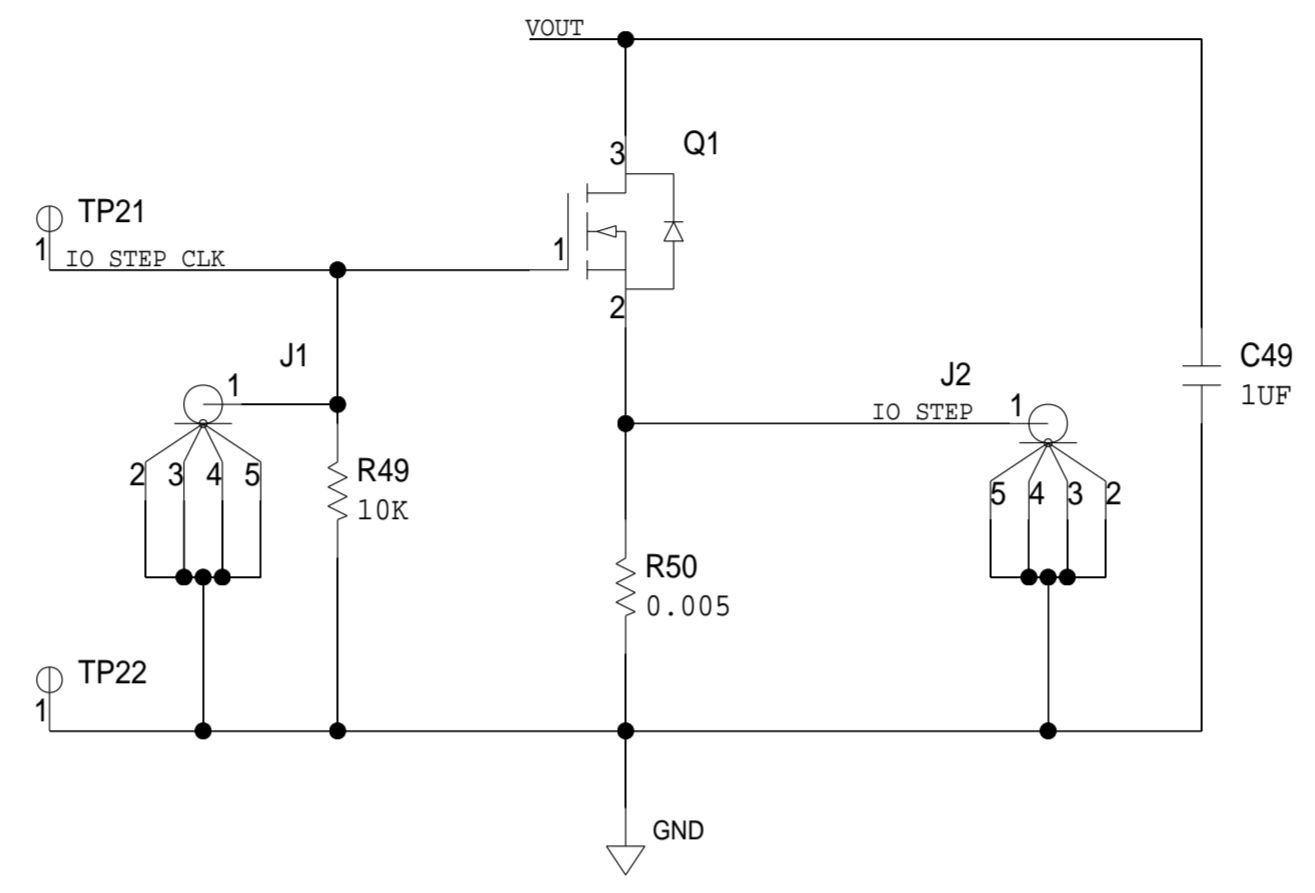 VOUT
3
Q1
TP21
1
IO STEP CLK
1
2
J1
1
J2
IO STEP
1
C49
1UF
2 3 4 5
R49
10K
5 4 3 2
R50
0.005
TP22
1
GND